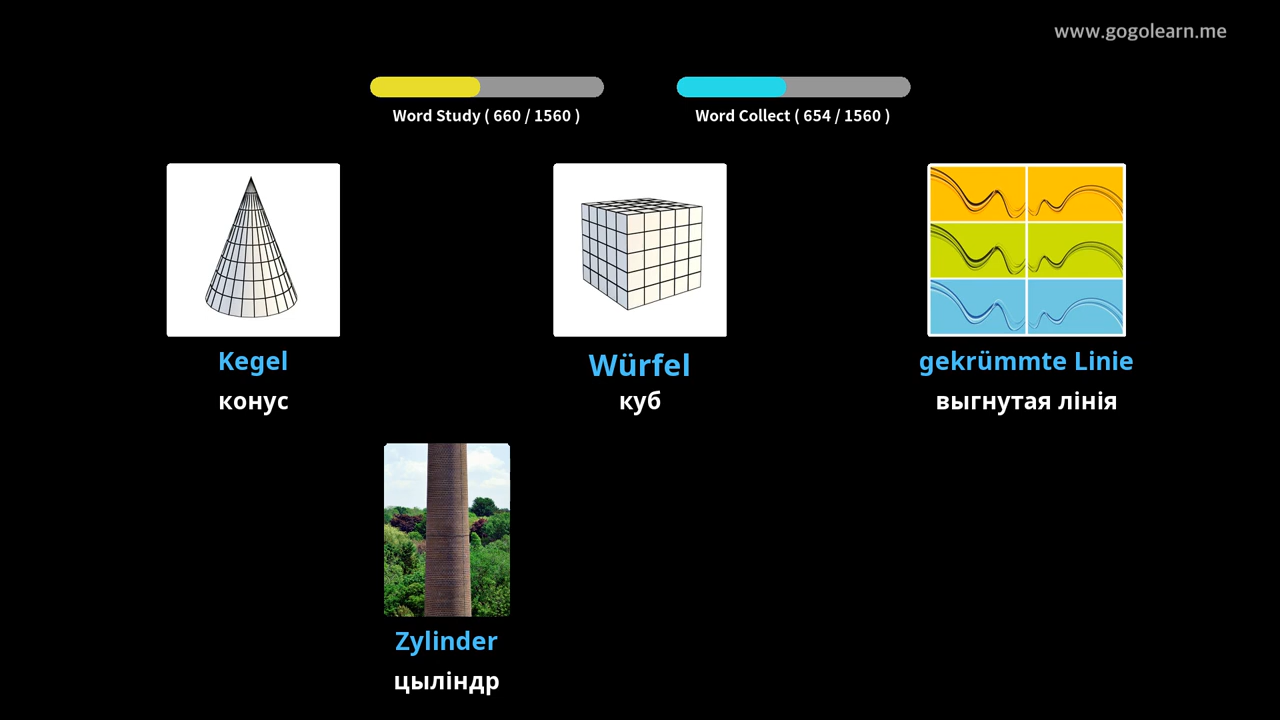 www.gogolearn.me
Word Study ( 660 / 1560 )
Word Collect ( 654 / 1560 )
Kegel
конус
Würfel
куб
gekrümmte Linie
выгнутая лінія
Zylinder
цыліндр